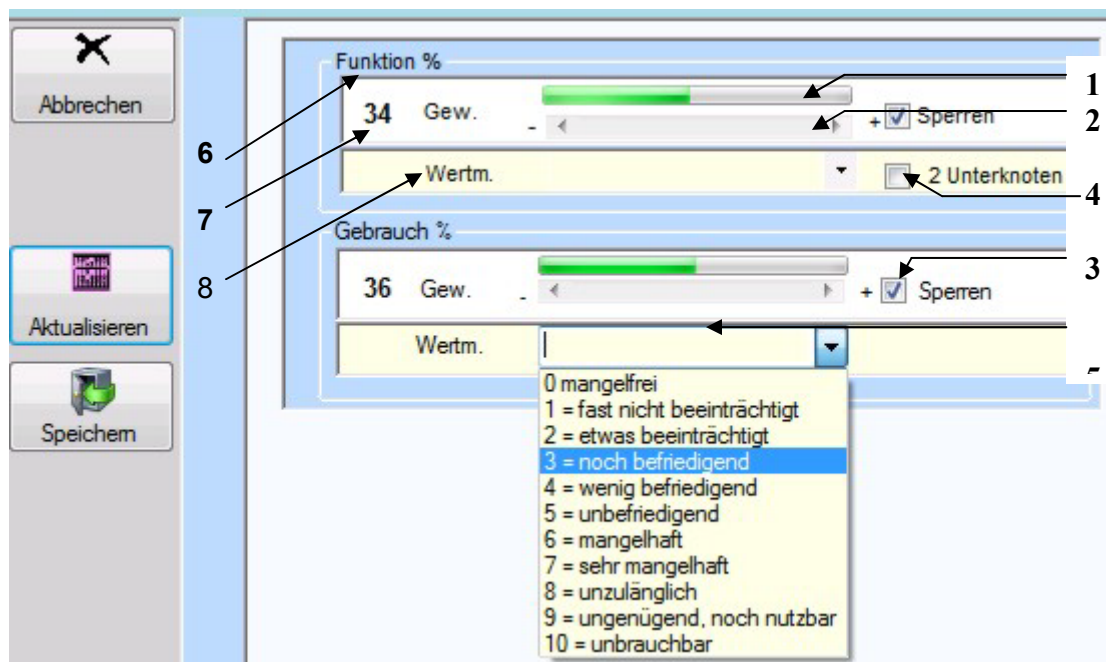 Abbrechen
Aktualisieren
Speichern
Funktion %
34 Gew. - + Sperren
Wertm. 2 Unterknoten
Gebrauch %
36 Gew. - + Sperren
Wertm.
0 mangelfrei
1 = fast nicht beeinträchtigt
2 = etwas beeinträchtigt
3 = noch befriedigend
4 = wenig befriedigend
5 = unbefriedigend
6 = mangelhaft
7 = sehr mangelhaft
8 = unzulänglich
9 = ungenügend, noch nutzbar
10 = unbrauchbar
6
7
8
1
2
4
3